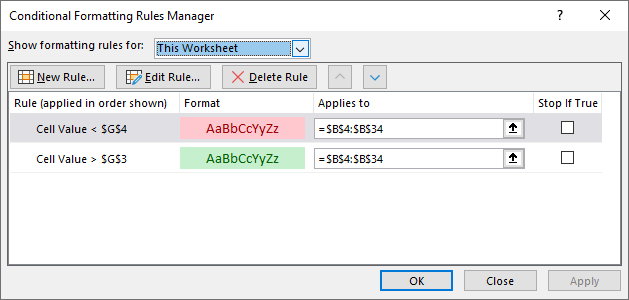 Conditional Formatting Rules Manager
Show formatting rules for: This Worksheet
New Rule... Edit Rule... Delete Rule
Rule (applied in order shown) Format Applies to Stop If True
Cell Value < $G$4 AaBbCcYyZz =$B$4:$B$34
Cell Value > $G$3 AaBbCcYyZz =$B$4:$B$34
OK Close Apply